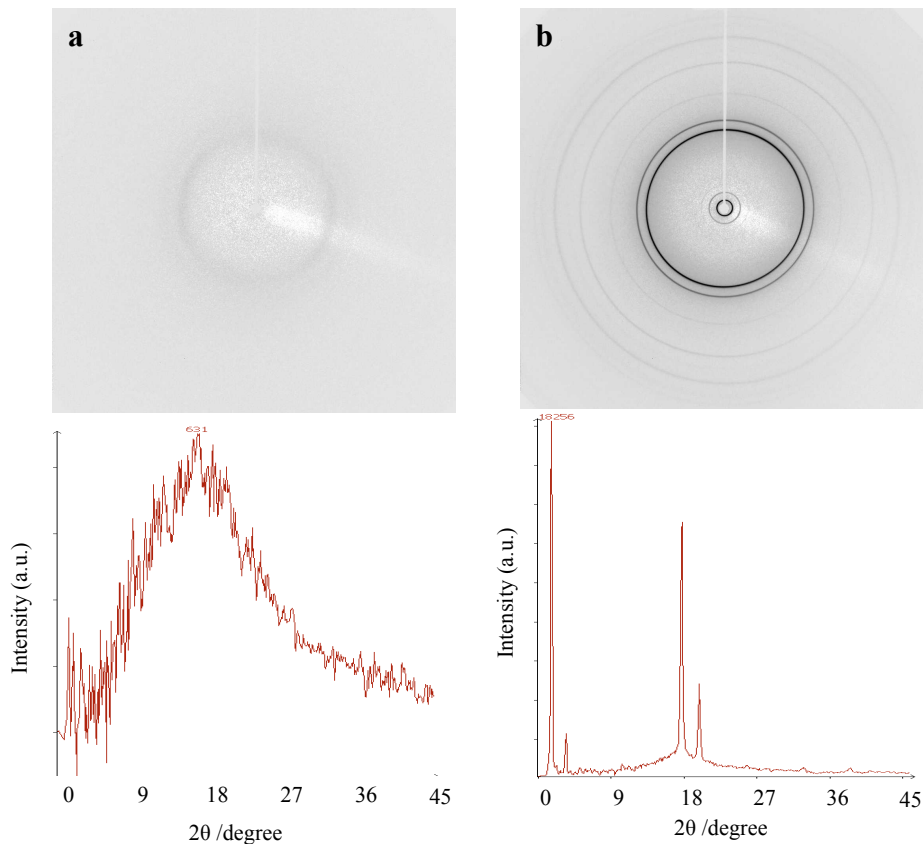 a
b
631
Intensity (a.u.)
0 9 18 27 36 45
2θ /degree
18256
Intensity (a.u.)
0 9 18 27 36 45
2θ /degree